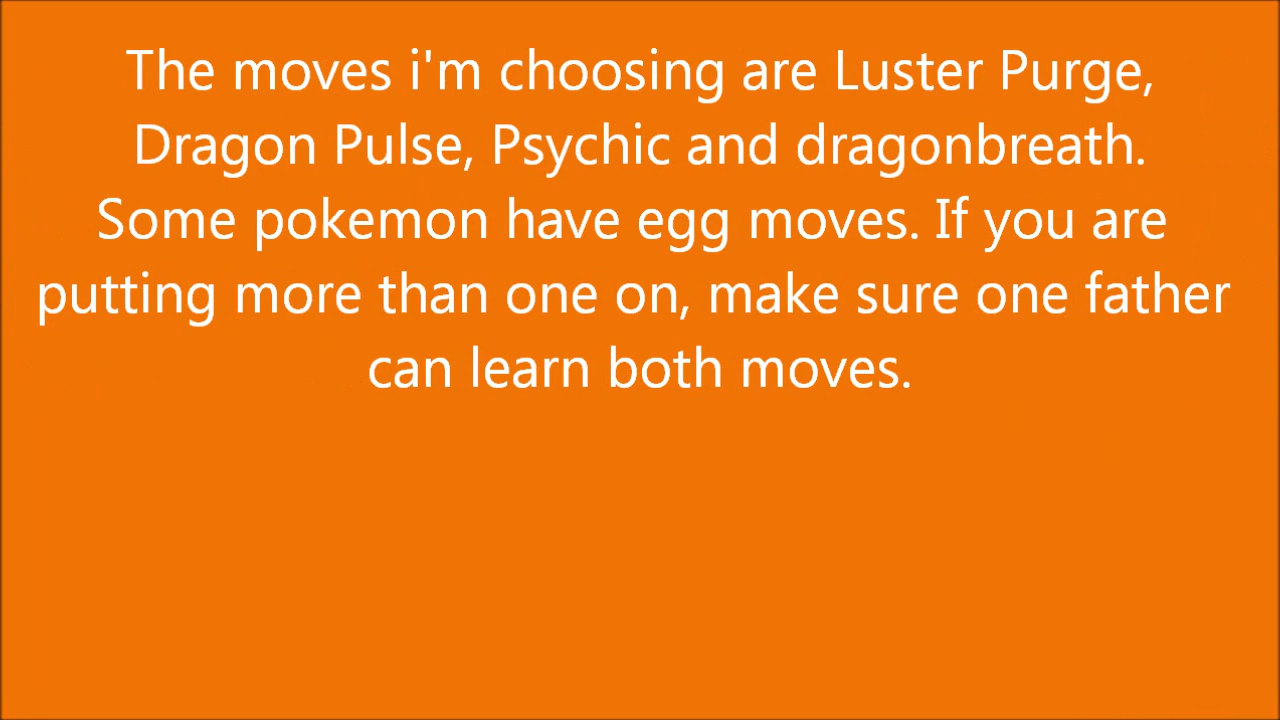 The moves i'm choosing are Luster Purge,
Dragon Pulse, Psychic and dragonbreath.
Some pokemon have egg moves. If you are
putting more than one on, make sure one father
can learn both moves.